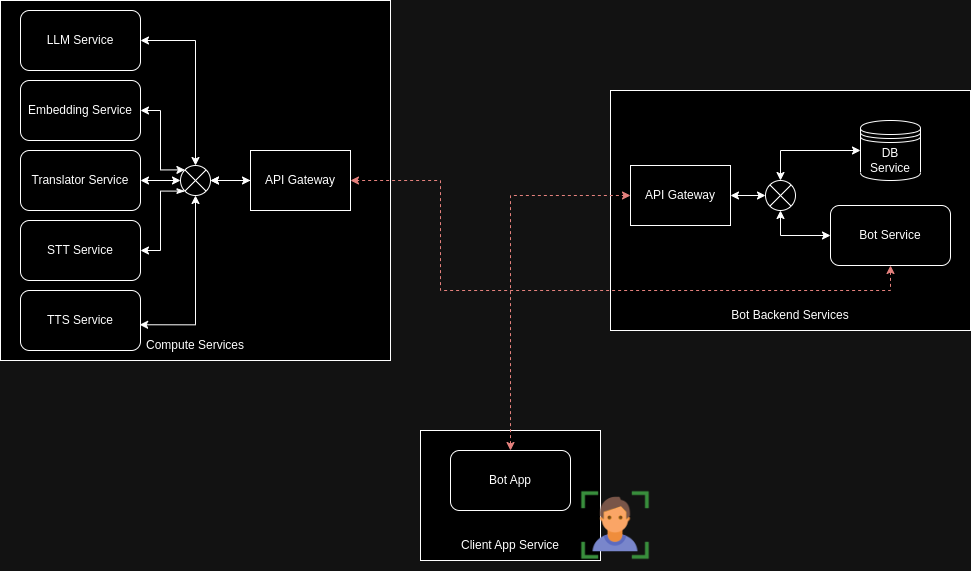 LLM Service
Embedding Service
Translator Service
STT Service
TTS Service
API Gateway
Compute Services
API Gateway
DB
Service
Bot Service
Bot Backend Services
Bot App
Client App Service